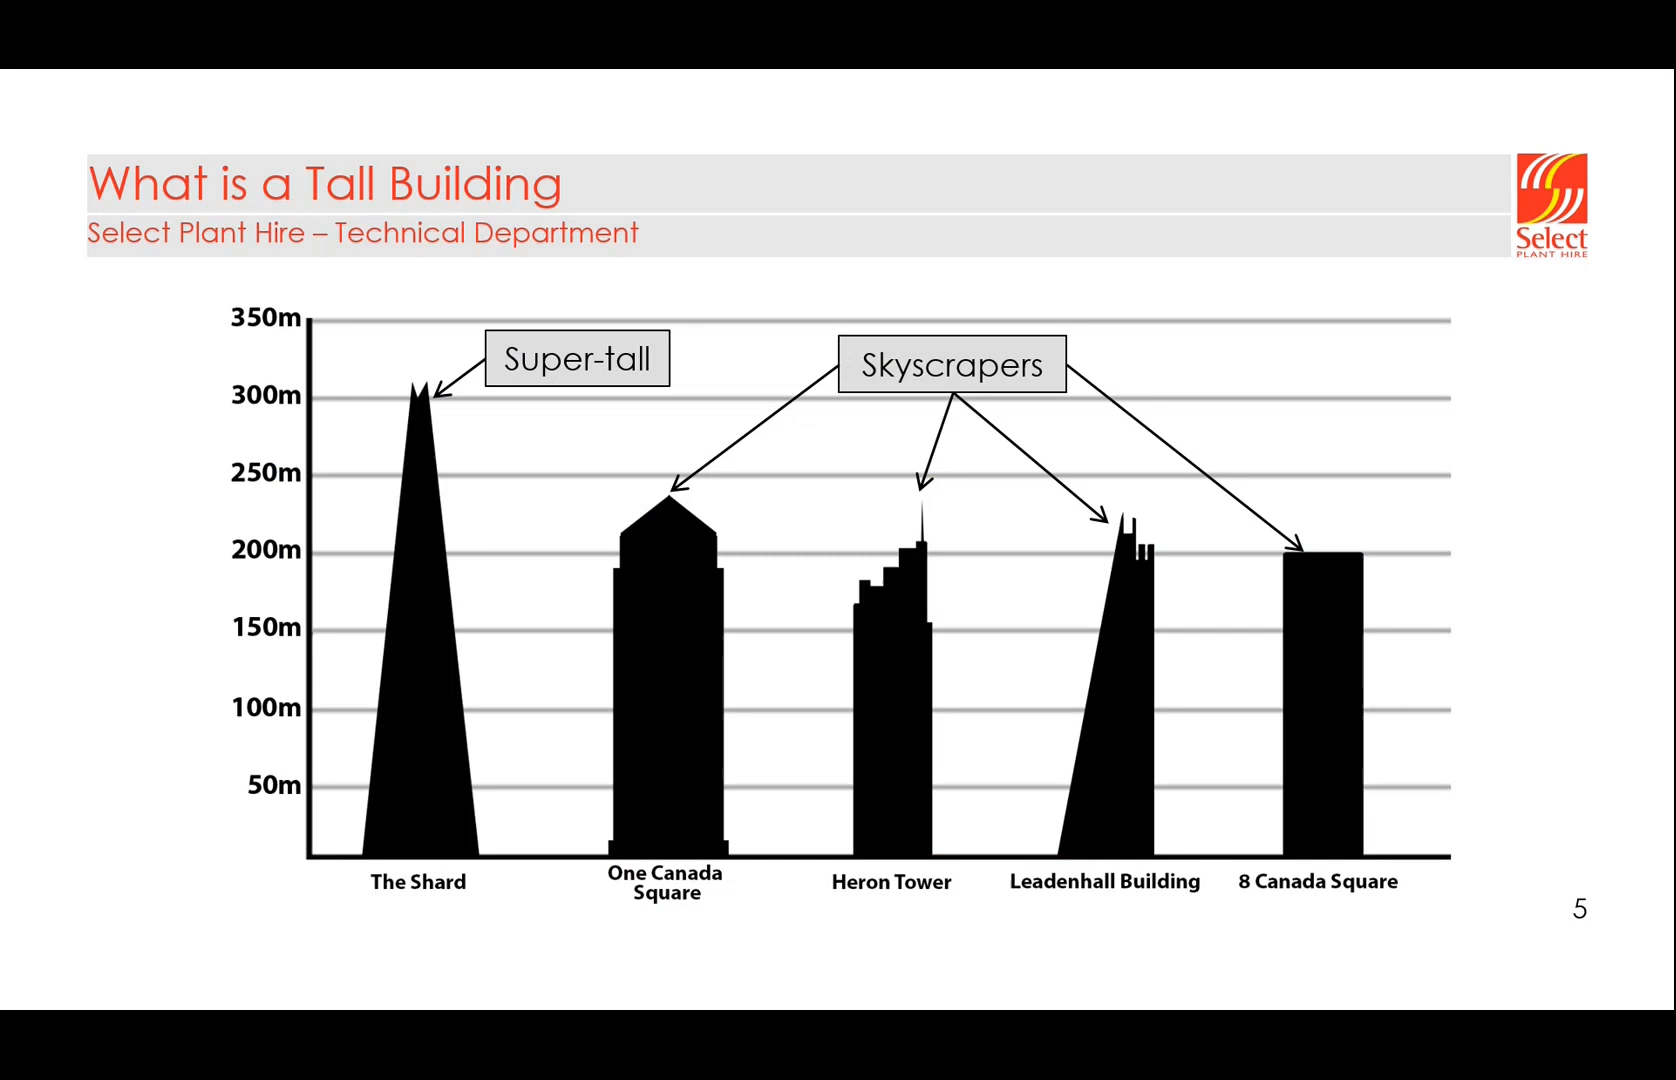 What is a Tall Building
Select Plant Hire – Technical Department
Select
PLANT HIRE
350m
300m
250m
200m
150m
100m
50m
Super-tall
Skyscrapers
The Shard
One Canada
Square
Heron Tower
Leadenhall Building
8 Canada Square
5